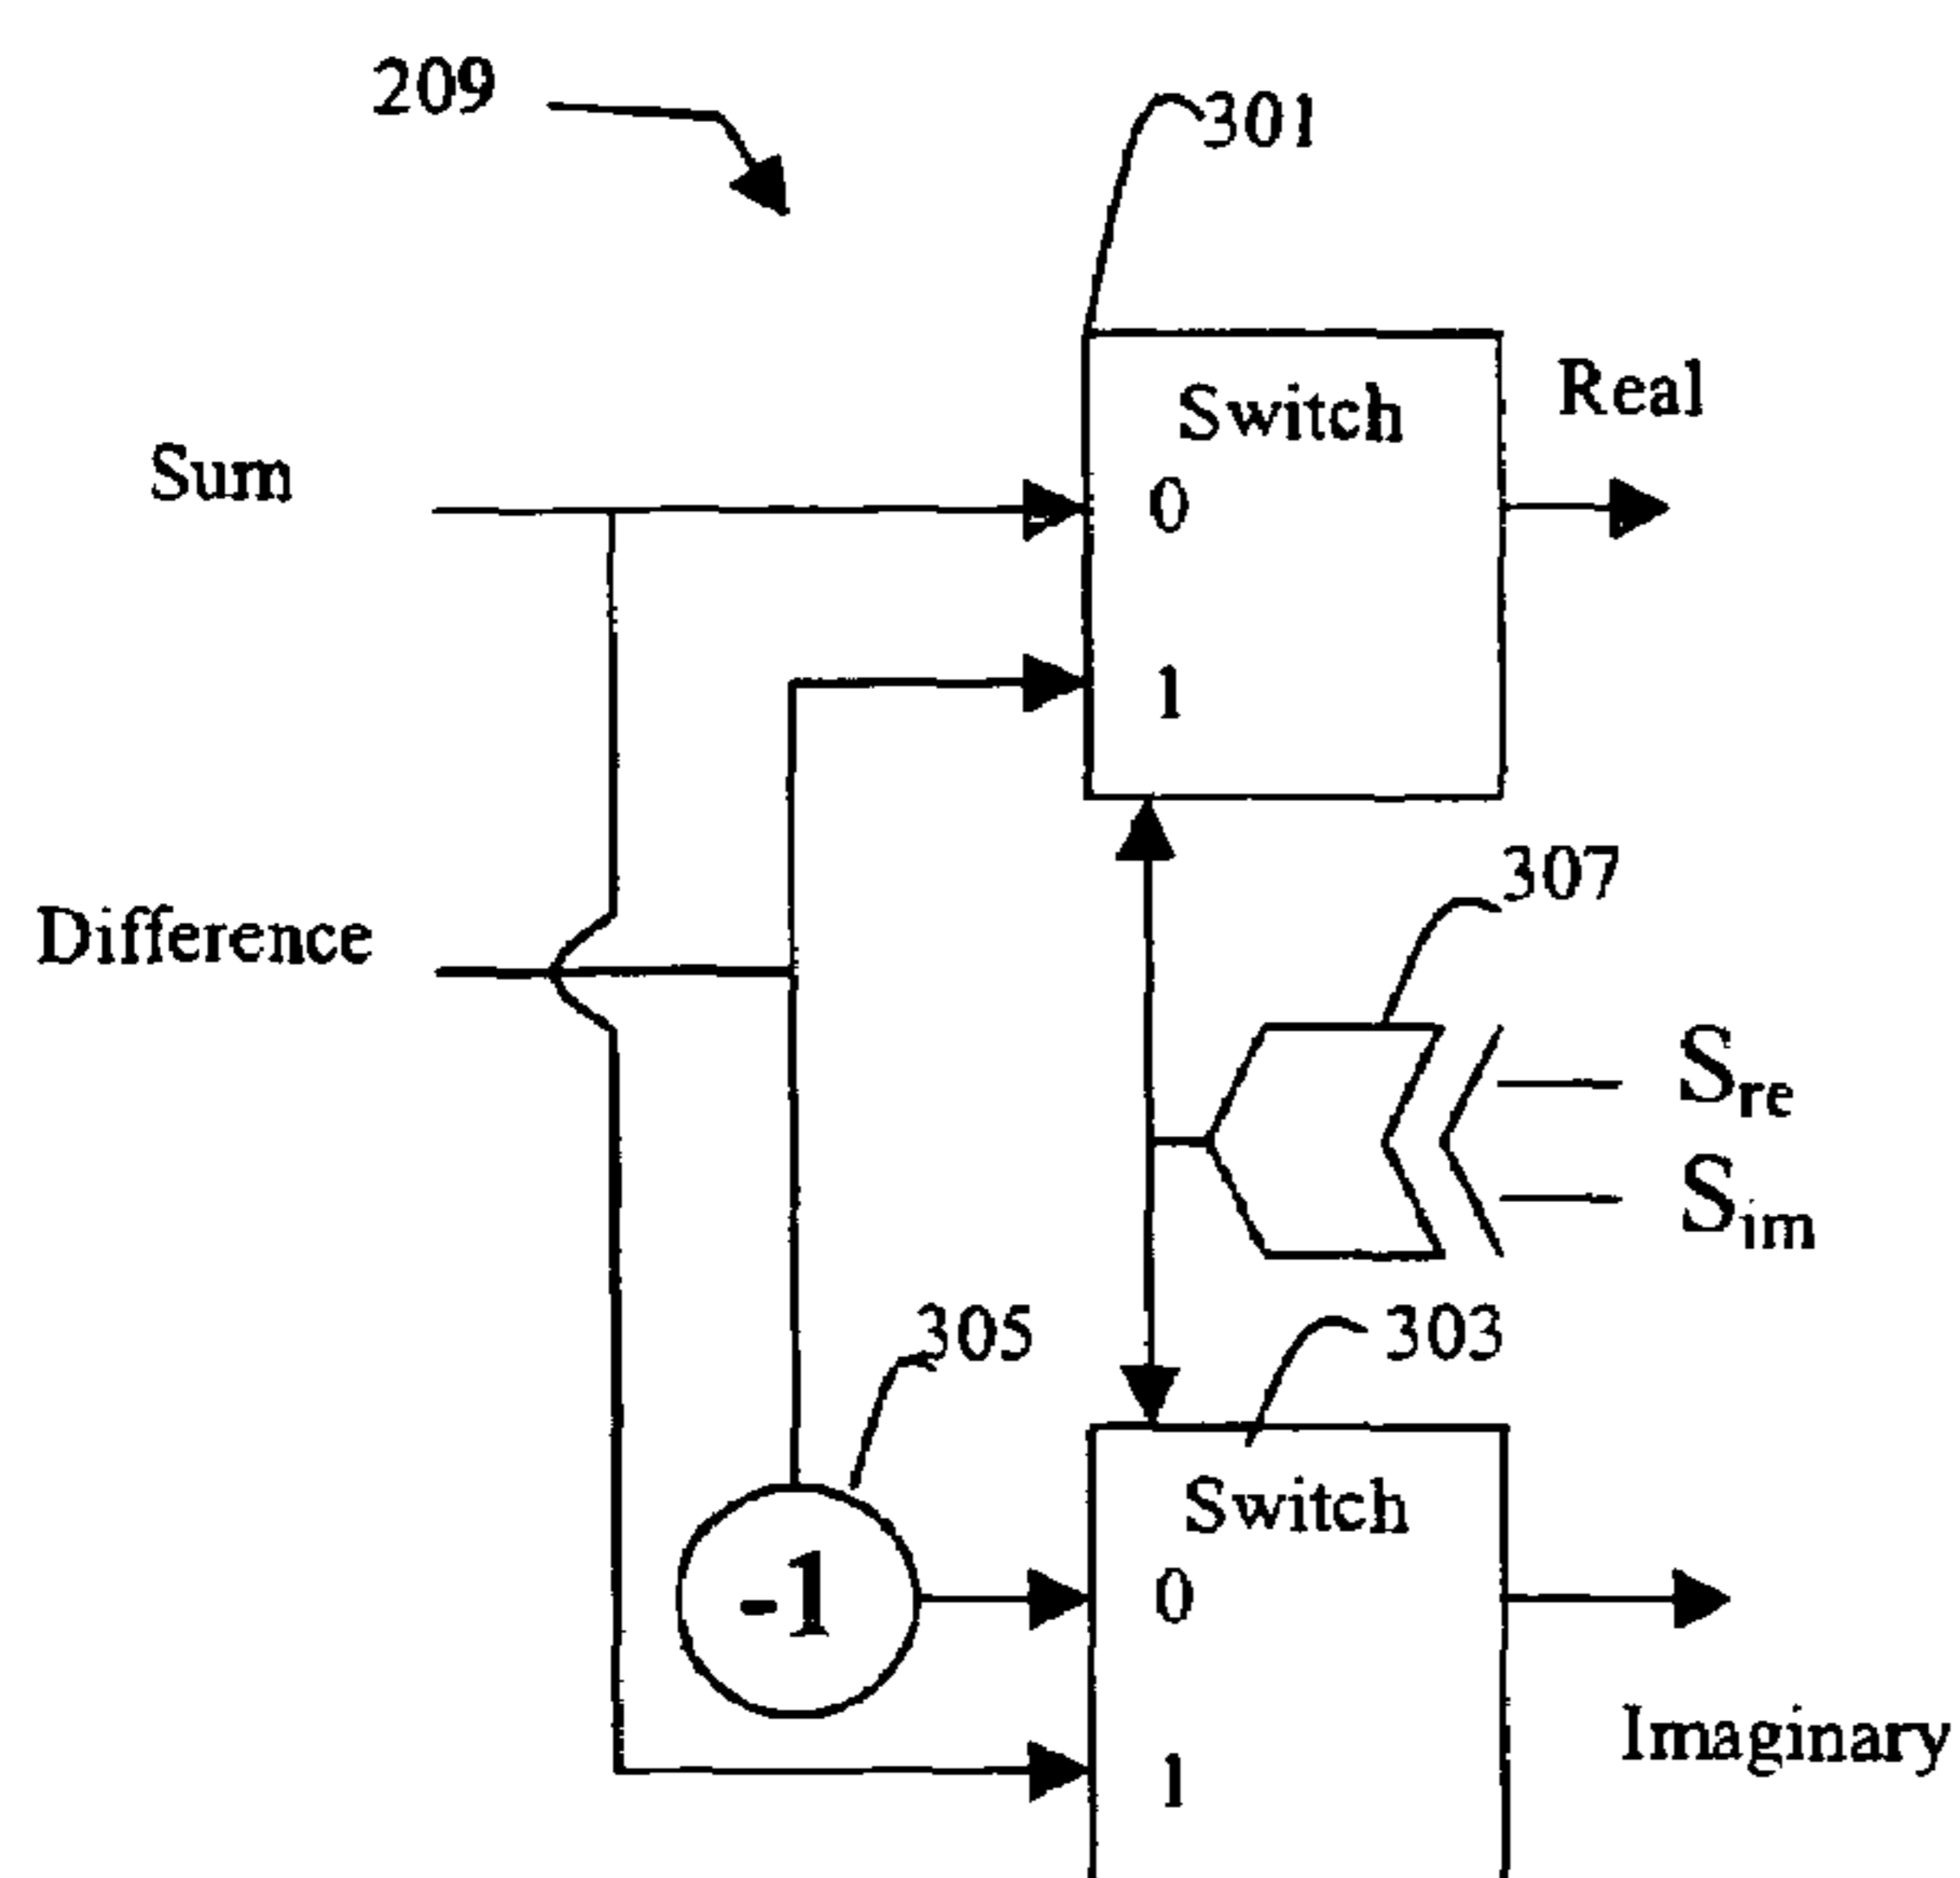 209
301
Switch
Real
Sum
0
1
307
Difference
Sre
Sim
305
303
Switch
-1
0
Imaginary
1